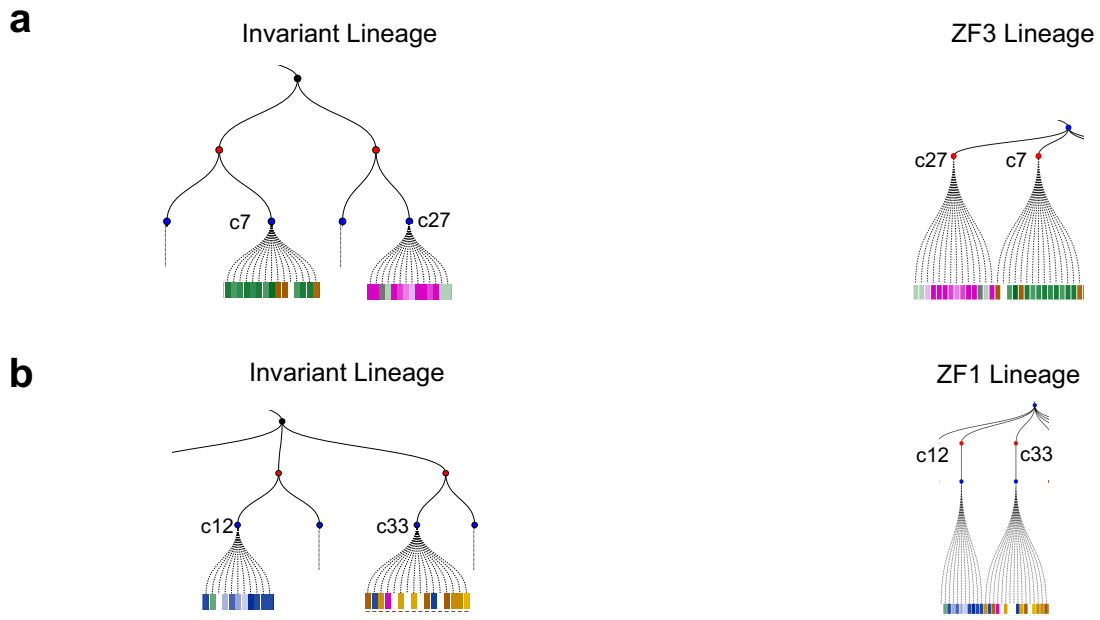 a
Invariant Lineage
ZF3 Lineage
c27
c7
c7
c27
b
Invariant Lineage
ZF1 Lineage
c12
c33
c12
c33